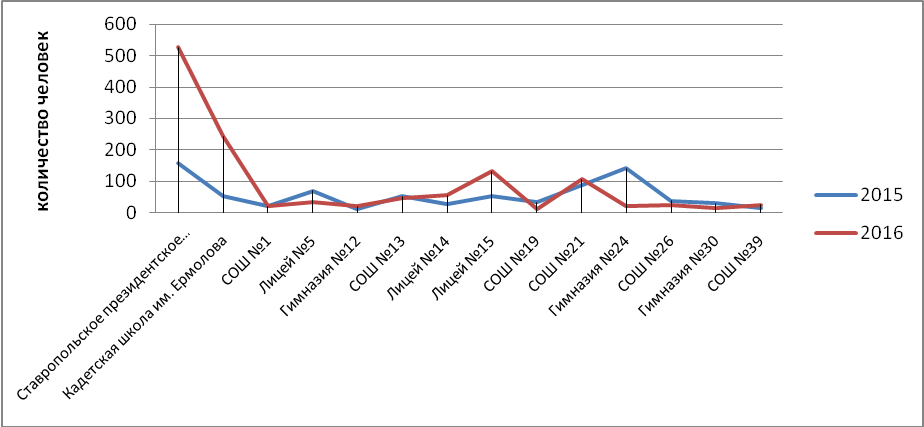 количество человек
600
500
400
300
200
100
0
Ставропольское президентское...
Кадетская школа им. Ермолова
СОШ №1
Лицей №5
Гимназия №12
СОШ №13
Лицей №14
Лицей №15
СОШ №19
СОШ №21
Гимназия №24
СОШ №26
Гимназия №30
СОШ №39
2015
2016